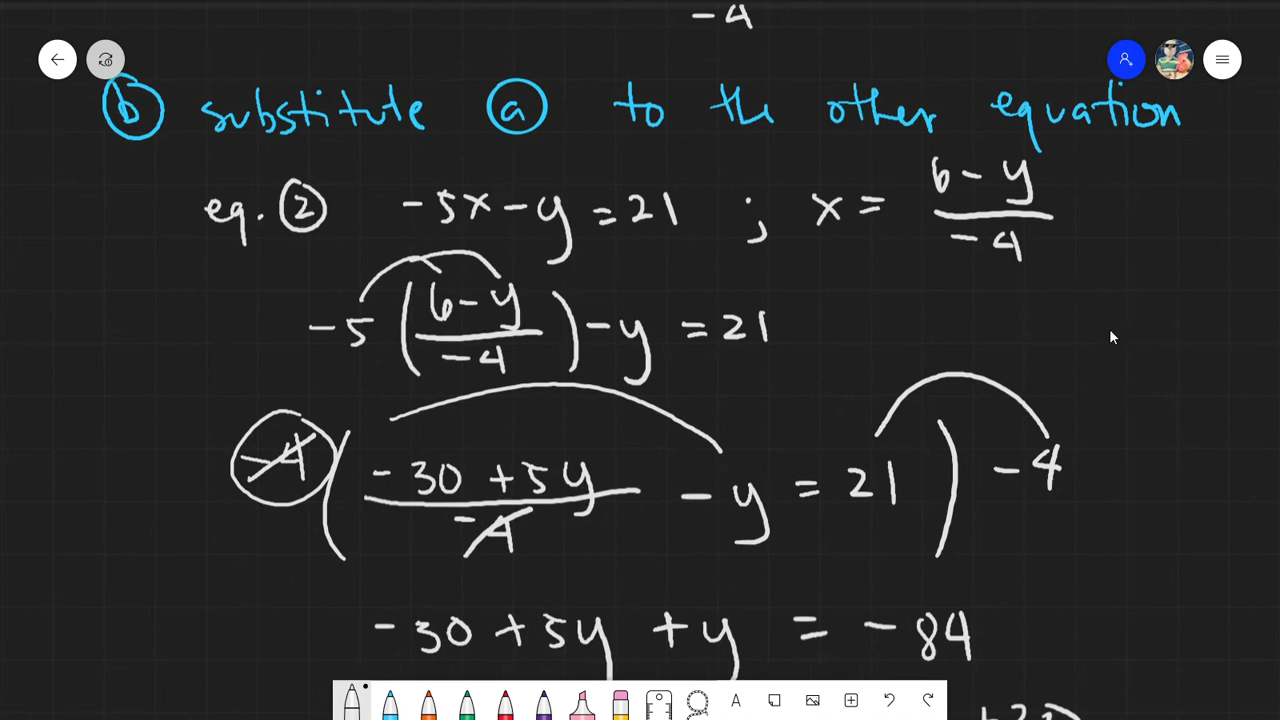 -4
ⓑ substitute ⓐ to the other equation
eq. ② -5x-y=21 ; x= 6-y/-4
-5(6-y/-4)-y=21
-4(-30+5y/-4 -y=21)-4
-30+5y+y=-84
A